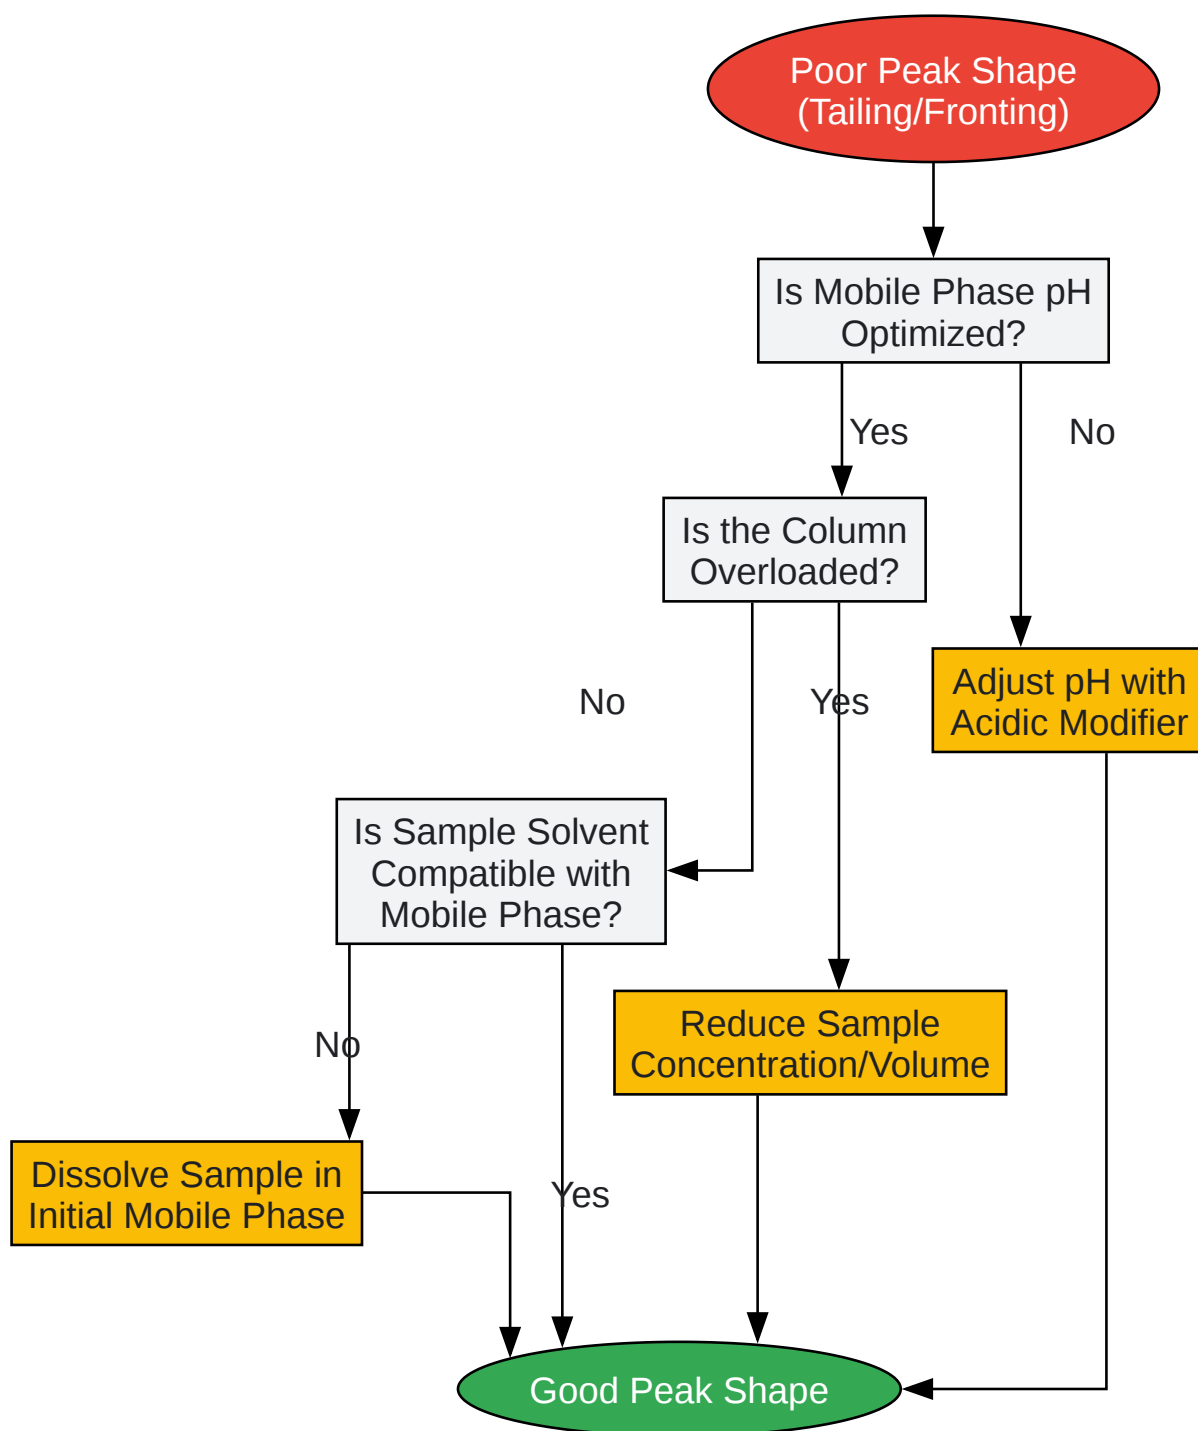 Poor Peak Shape
(Tailing/Fronting)
Is Mobile Phase pH
Optimized?
Yes
No
Is the Column
Overloaded?
Adjust pH with
Acidic Modifier
No
Yes
Is Sample Solvent
Compatible with
Mobile Phase?
Reduce Sample
Concentration/Volume
No
Dissolve Sample in
Initial Mobile Phase
Yes
Good Peak Shape